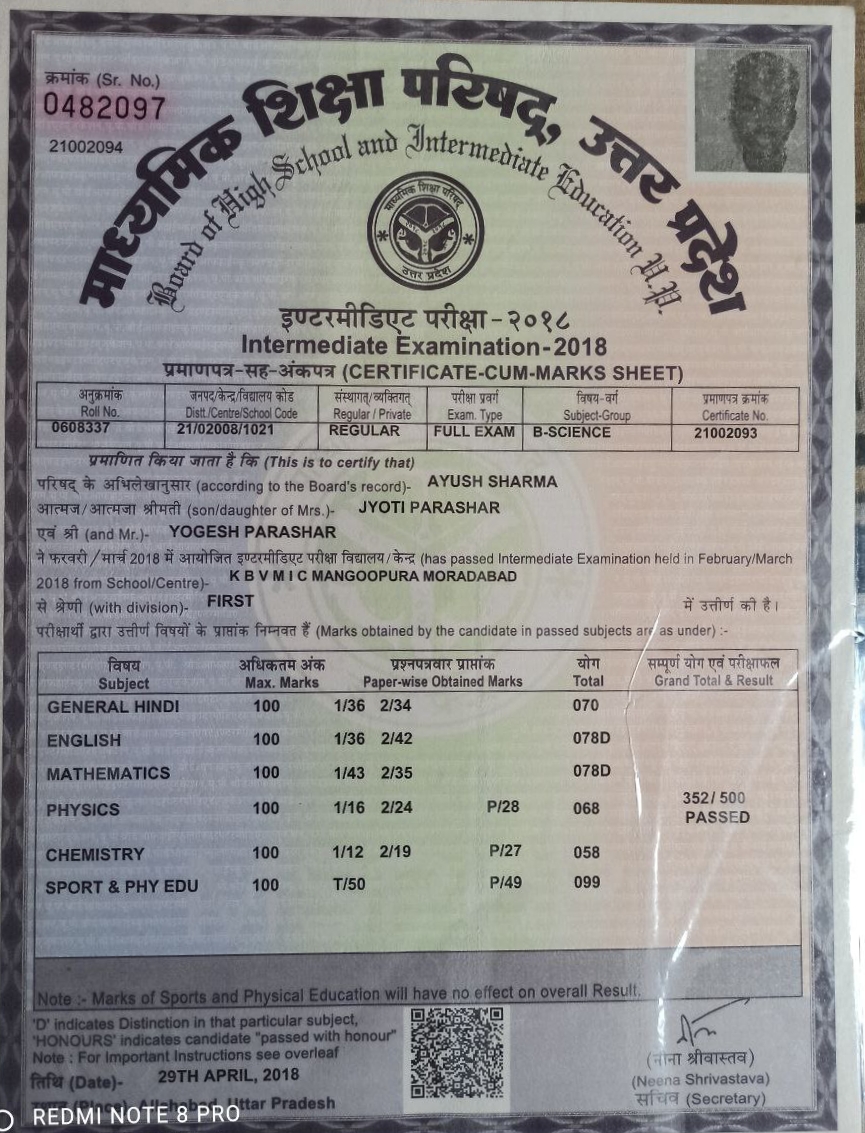 क्रमांक (Sr. No.)
0482097
21002094
माध्यमिक शिक्षा परिषद्, उत्तर प्रदेश
Board of High School and Intermediate Education U.P.
माध्यमिक शिक्षा परिषद्
उत्तर प्रदेश
इण्टरमीडिएट परीक्षा - २०१८
Intermediate Examination-2018
प्रमाणपत्र-सह-अंकपत्र (CERTIFICATE-CUM-MARKS SHEET)
अनुक्रमांक जनपद/केन्द्र/विद्यालय कोड संस्थागत/व्यक्तिगत परीक्षा प्रवर्ग विषय-वर्ग प्रमाणपत्र क्रमांक
Roll No. Distt./Centre/School Code Regular / Private Exam. Type Subject-Group Certificate No.
0608337 21/02008/1021 REGULAR FULL EXAM B-SCIENCE 21002093
प्रमाणित किया जाता है कि (This is to certify that)
परिषद् के अभिलेखानुसार (according to the Board's record)- AYUSH SHARMA
आत्मज/आत्मजा श्रीमती (son/daughter of Mrs.)- JYOTI PARASHAR
एवं श्री (and Mr.)- YOGESH PARASHAR
ने फरवरी/मार्च 2018 में आयोजित इण्टरमीडिएट परीक्षा विद्यालय/केन्द्र (has passed Intermediate Examination held in February/March
2018 from School/Centre)- K B V M I C MANGOOPURA MORADABAD
से श्रेणी (with division)- FIRST में उत्तीर्ण की है।
परीक्षार्थी द्वारा उत्तीर्ण विषयों के प्राप्तांक निम्नवत हैं (Marks obtained by the candidate in passed subjects are as under) :-
विषय अधिकतम अंक प्रश्नपत्रवार प्राप्तांक योग सम्पूर्ण योग एवं परीक्षाफल
Subject Max. Marks Paper-wise Obtained Marks Total Grand Total & Result
GENERAL HINDI 100 1/36 2/34 070
ENGLISH 100 1/36 2/42 078D
MATHEMATICS 100 1/43 2/35 078D
PHYSICS 100 1/16 2/24 P/28 068 352/ 500
PASSED
CHEMISTRY 100 1/12 2/19 P/27 058
SPORT & PHY EDU 100 T/50 P/49 099
Note :- Marks of Sports and Physical Education will have no effect on overall Result.
'D' indicates Distinction in that particular subject,
'HONOURS' indicates candidate "passed with honour"
Note : For Important Instructions see overleaf
तिथि (Date)- 29TH APRIL, 2018
(Place) Allahabad, Uttar Pradesh
(नीना श्रीवास्तव)
(Neena Shrivastava)
सचिव (Secretary)
REDMI NOTE 8 PRO